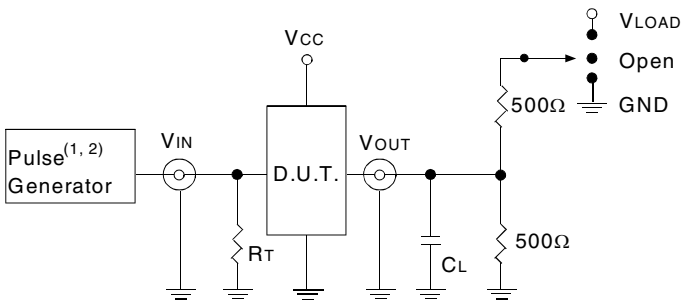 VLOAD
Open
GND
VCC
500Ω
VIN
VOUT
Pulse(1, 2)
Generator
D.U.T.
RT
CL
500Ω